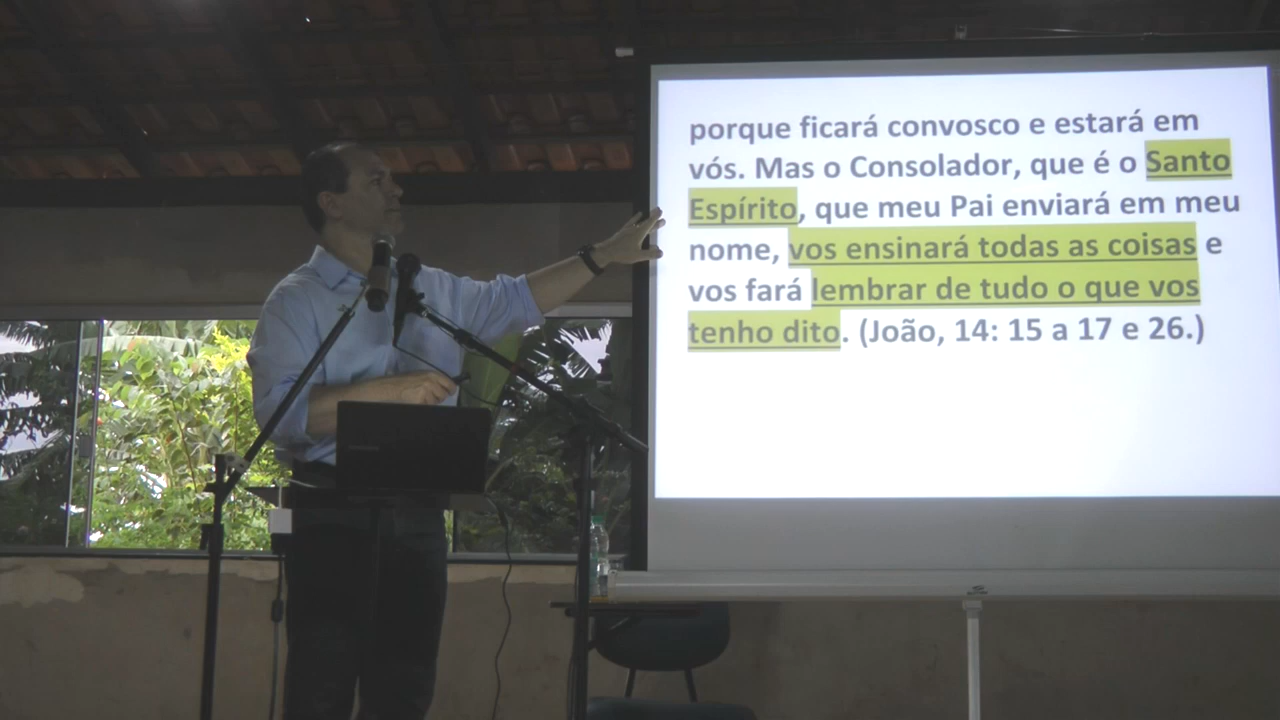 porque ficará convosco e estará em
vós. Mas o Consolador, que é o Santo
Espírito, que meu Pai enviará em meu
nome, vos ensinará todas as coisas e
vos fará lembrar de tudo o que vos
tenho dito. (João, 14: 15 a 17 e 26.)